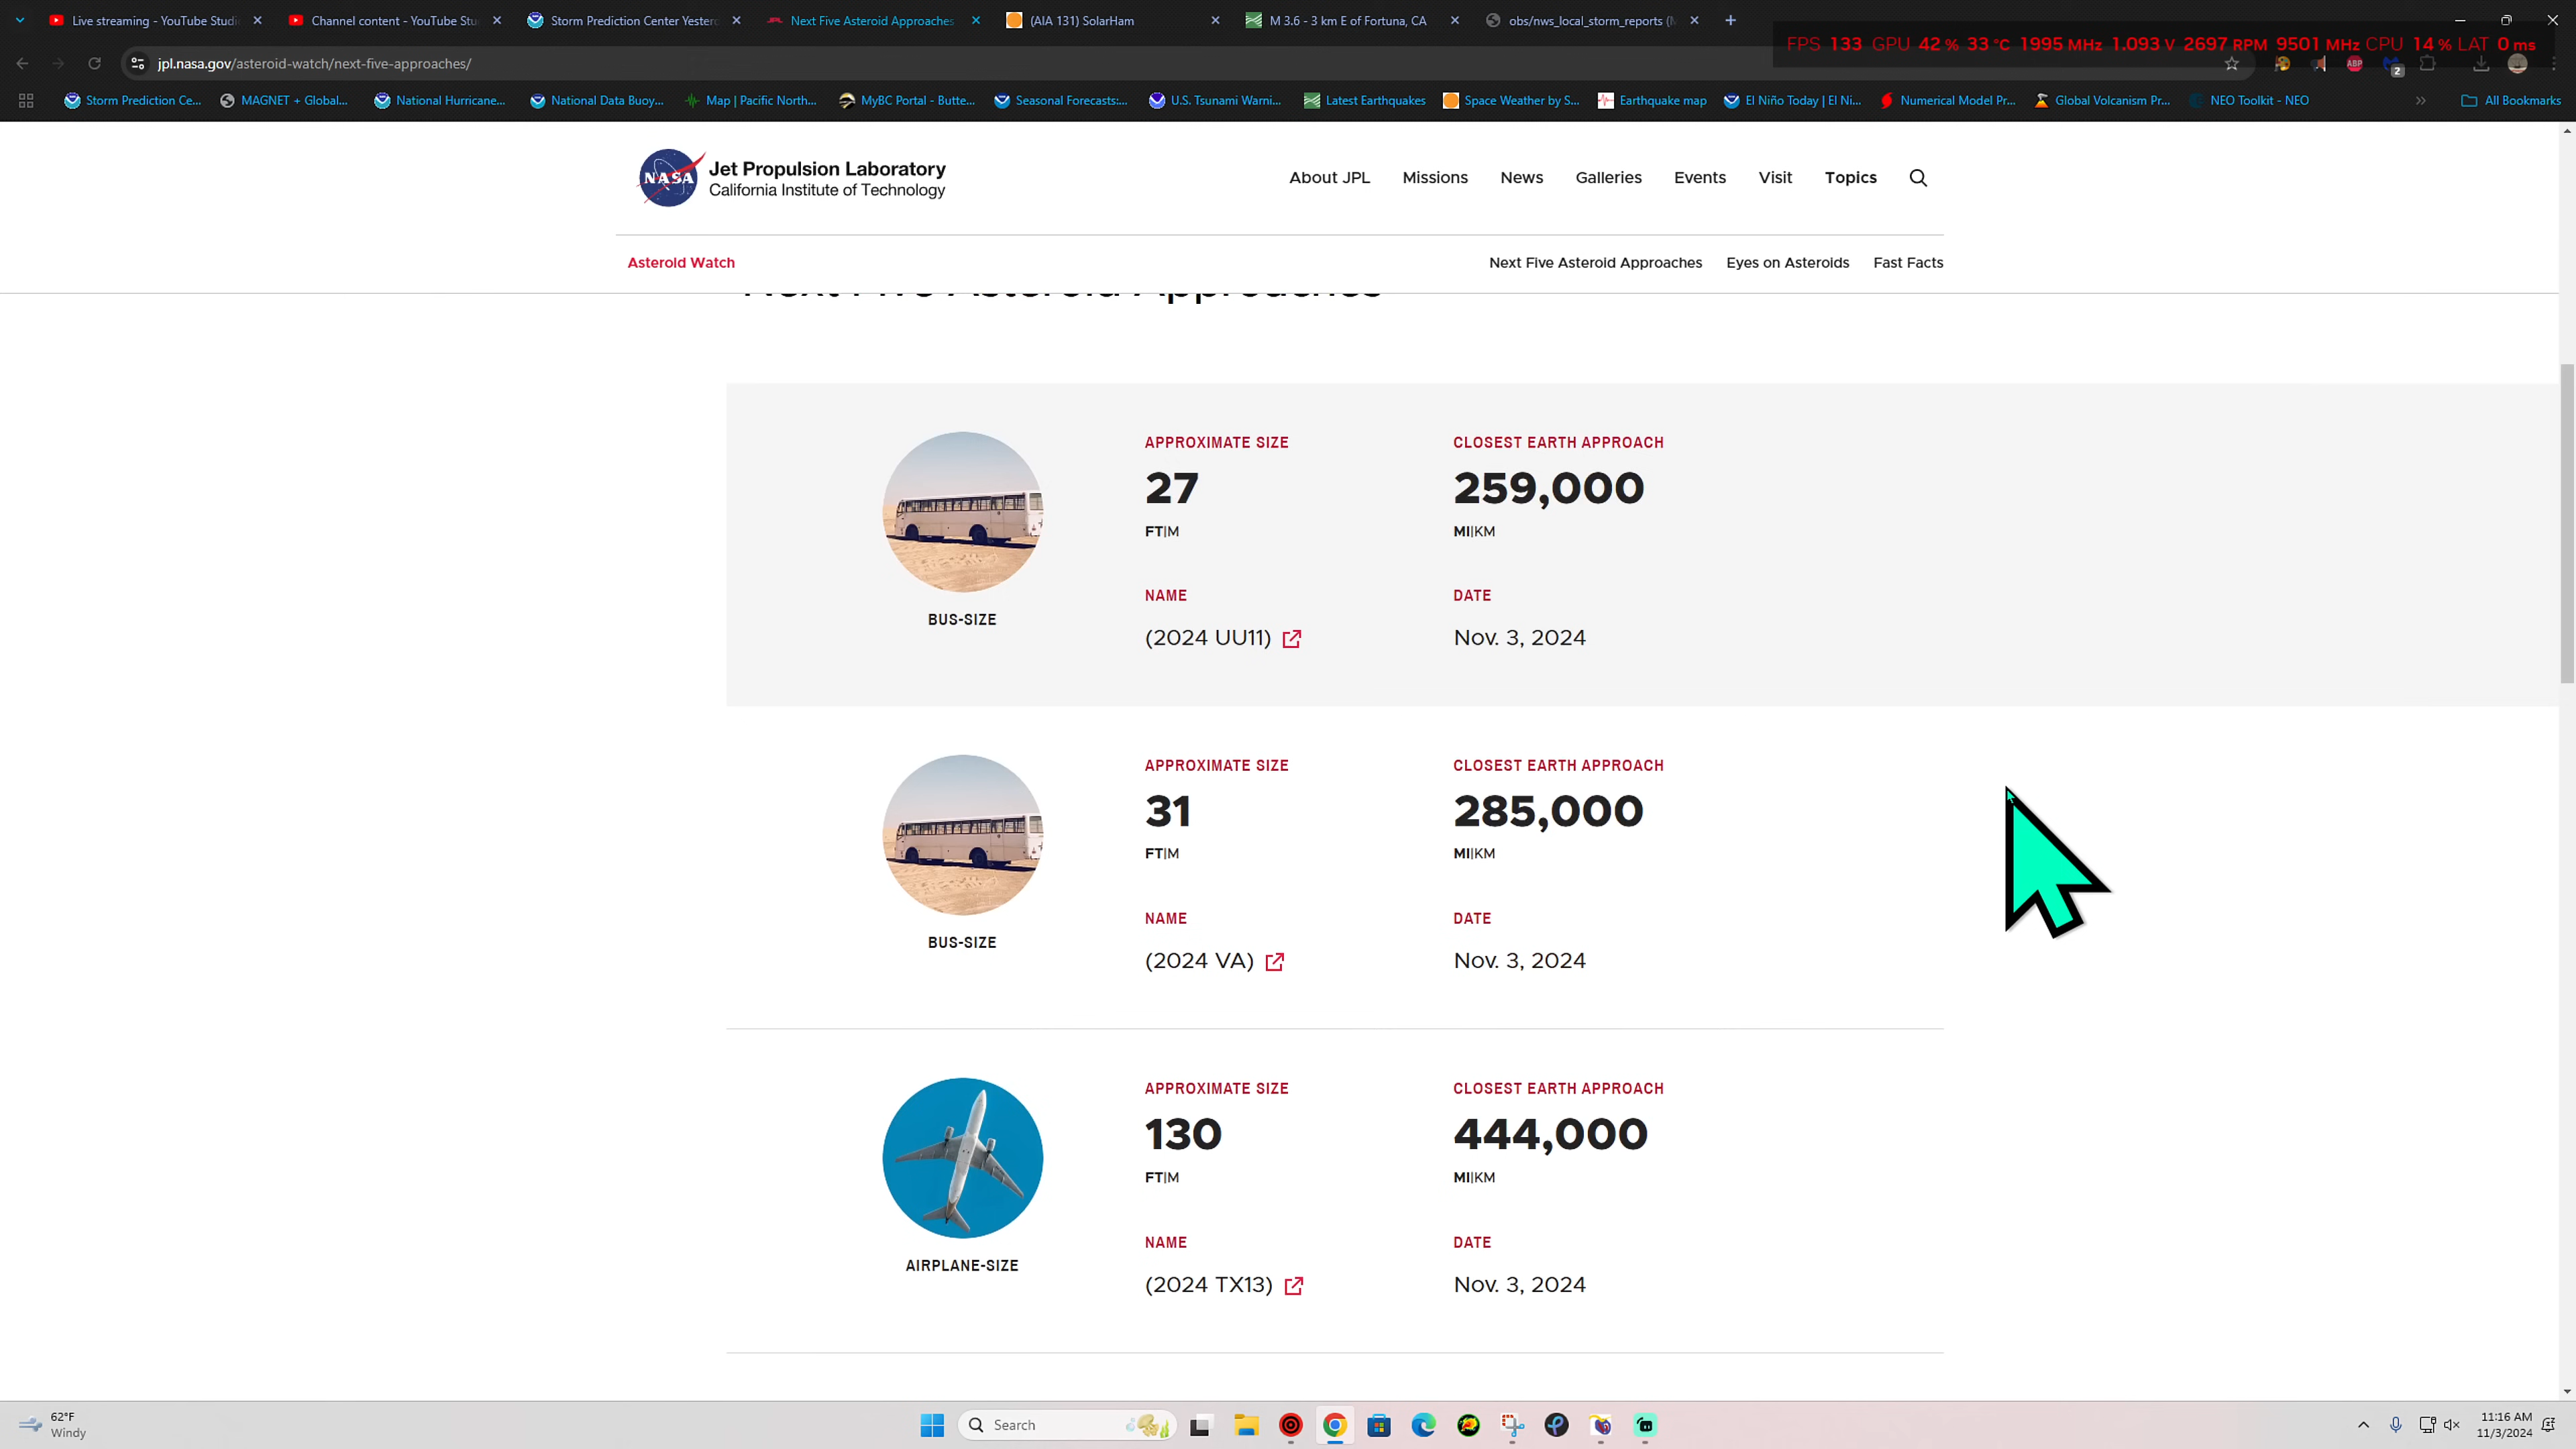 Live streaming - YouTube Studi
Channel content - YouTube Stu
Storm Prediction Center Yesterd
Next Five Asteroid Approaches
(AIA 131) SolarHam
M 3.6 - 3 km E of Fortuna, CA
obs/nws_local_storm_reports (
FPS 133 GPU 42 % 33 °C 1995 MHz 1.093 V 2697 RPM 9501 MHz CPU 14 % LAT 0 ms
jpl.nasa.gov/asteroid-watch/next-five-approaches/
ABP
2
Storm Prediction Ce...
MAGNET + Global...
National Hurricane...
National Data Buoy...
Map | Pacific North...
MyBC Portal - Butte...
Seasonal Forecasts:...
U.S. Tsunami Warni...
Latest Earthquakes
Space Weather by S...
Earthquake map
El Niño Today | El Ni...
Numerical Model Pr...
Global Volcanism Pr...
NEO Toolkit - NEO
All Bookmarks
NASA
Jet Propulsion Laboratory
California Institute of Technology
About JPL Missions News Galleries Events Visit Topics
Asteroid Watch
Next Five Asteroid Approaches Eyes on Asteroids Fast Facts
Next Five Asteroid Approaches
APPROXIMATE SIZE
27
FT|M
CLOSEST EARTH APPROACH
259,000
MI|KM
BUS-SIZE
NAME
(2024 UU11)
DATE
Nov. 3, 2024
APPROXIMATE SIZE
31
FT|M
CLOSEST EARTH APPROACH
285,000
MI|KM
BUS-SIZE
NAME
(2024 VA)
DATE
Nov. 3, 2024
APPROXIMATE SIZE
130
FT|M
CLOSEST EARTH APPROACH
444,000
MI|KM
AIRPLANE-SIZE
NAME
(2024 TX13)
DATE
Nov. 3, 2024
62°F
Windy
Search
11:16 AM
11/3/2024